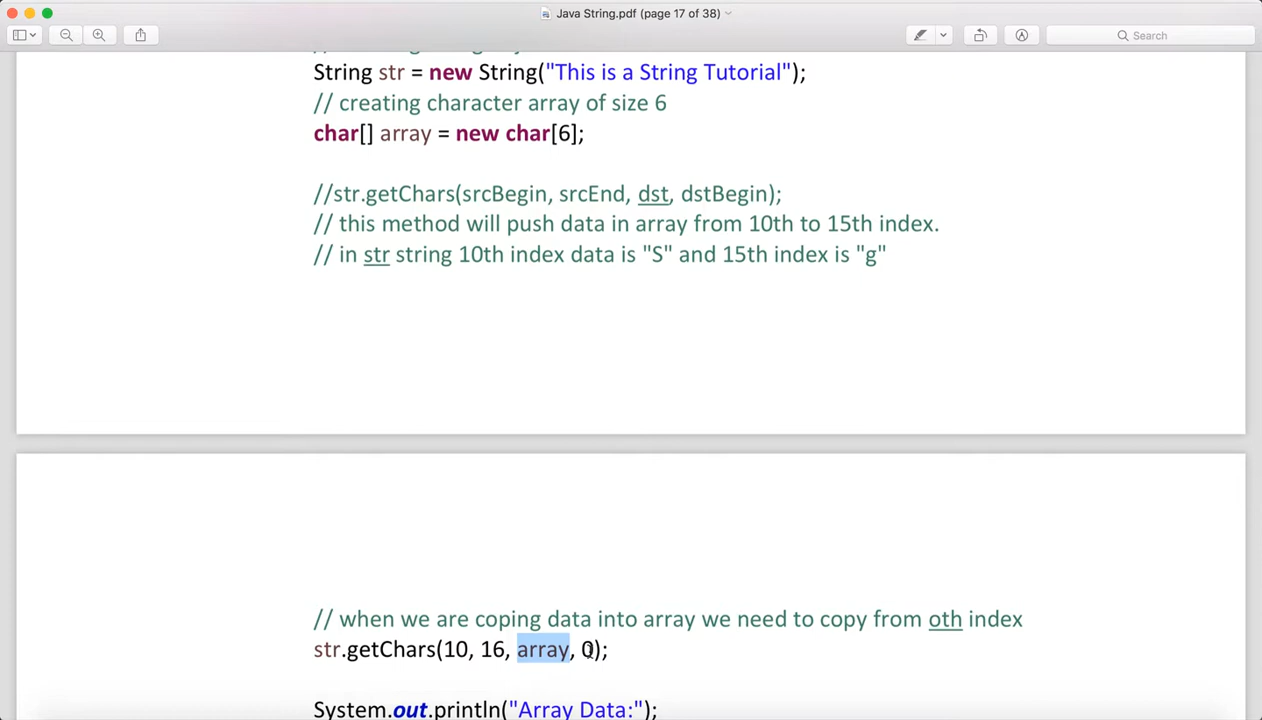 Java String.pdf (page 17 of 38)
Search
String str = new String("This is a String Tutorial");
// creating character array of size 6
char[] array = new char[6];
//str.getChars(srcBegin, srcEnd, dst, dstBegin);
// this method will push data in array from 10th to 15th index.
// in str string 10th index data is "S" and 15th index is "g"
// when we are coping data into array we need to copy from oth index
str.getChars(10, 16, array, 0);
System.out.println("Array Data:");